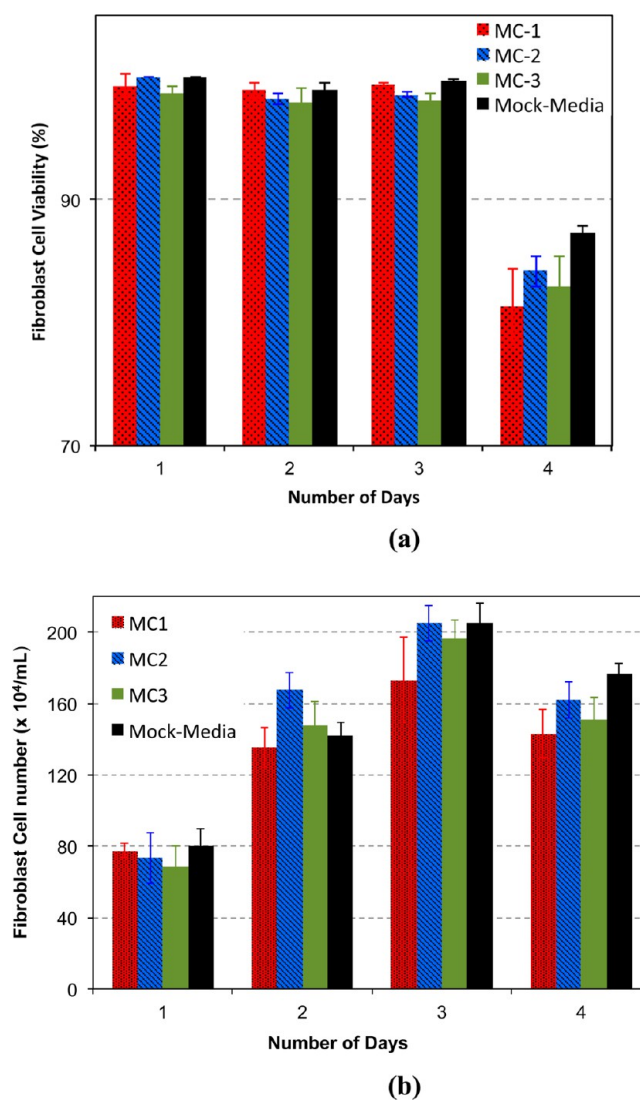 MC-1
MC-2
MC-3
Mock-Media
Fibroblast Cell Viability (%)
90
70
1 2 3 4
Number of Days
(a)
MC1
MC2
MC3
Mock-Media
Fibroblast Cell number (x 10⁴/mL)
200
160
120
80
40
0
1 2 3 4
Number of Days
(b)